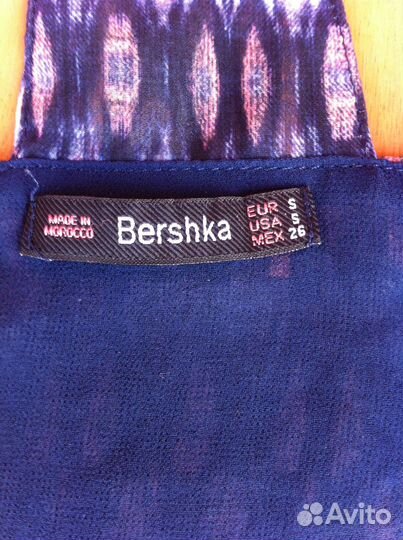 MADE IN
MOROCCO
Bershka
EUR S
USA S
MEX 26
Avito